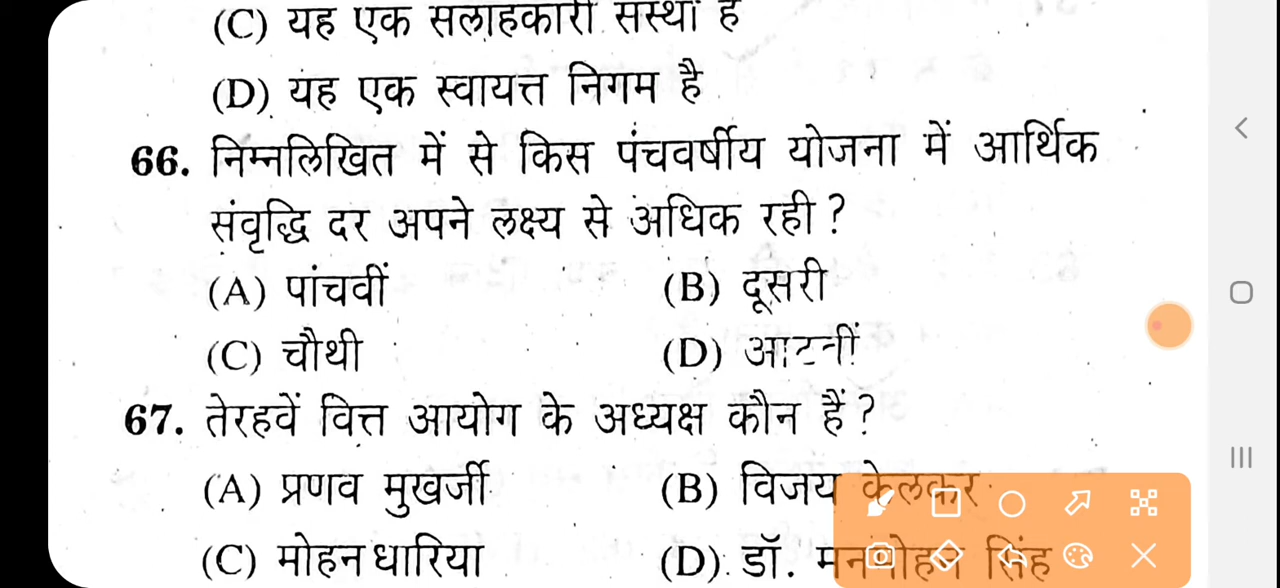 (C) यह एक सलाहकारी संस्था है
(D) यह एक स्वायत्त निगम है
66. निम्नलिखित में से किस पंचवर्षीय योजना में आर्थिक
संवृद्धि दर अपने लक्ष्य से अधिक रही ?
(A) पांचवीं (B) दूसरी
(C) चौथी (D) आठवीं
67. तेरहवें वित्त आयोग के अध्यक्ष कौन हैं ?
(A) प्रणव मुखर्जी (B) विजय केलकर
(C) मोहन धारिया (D) डॉ. मनमोहन सिंह